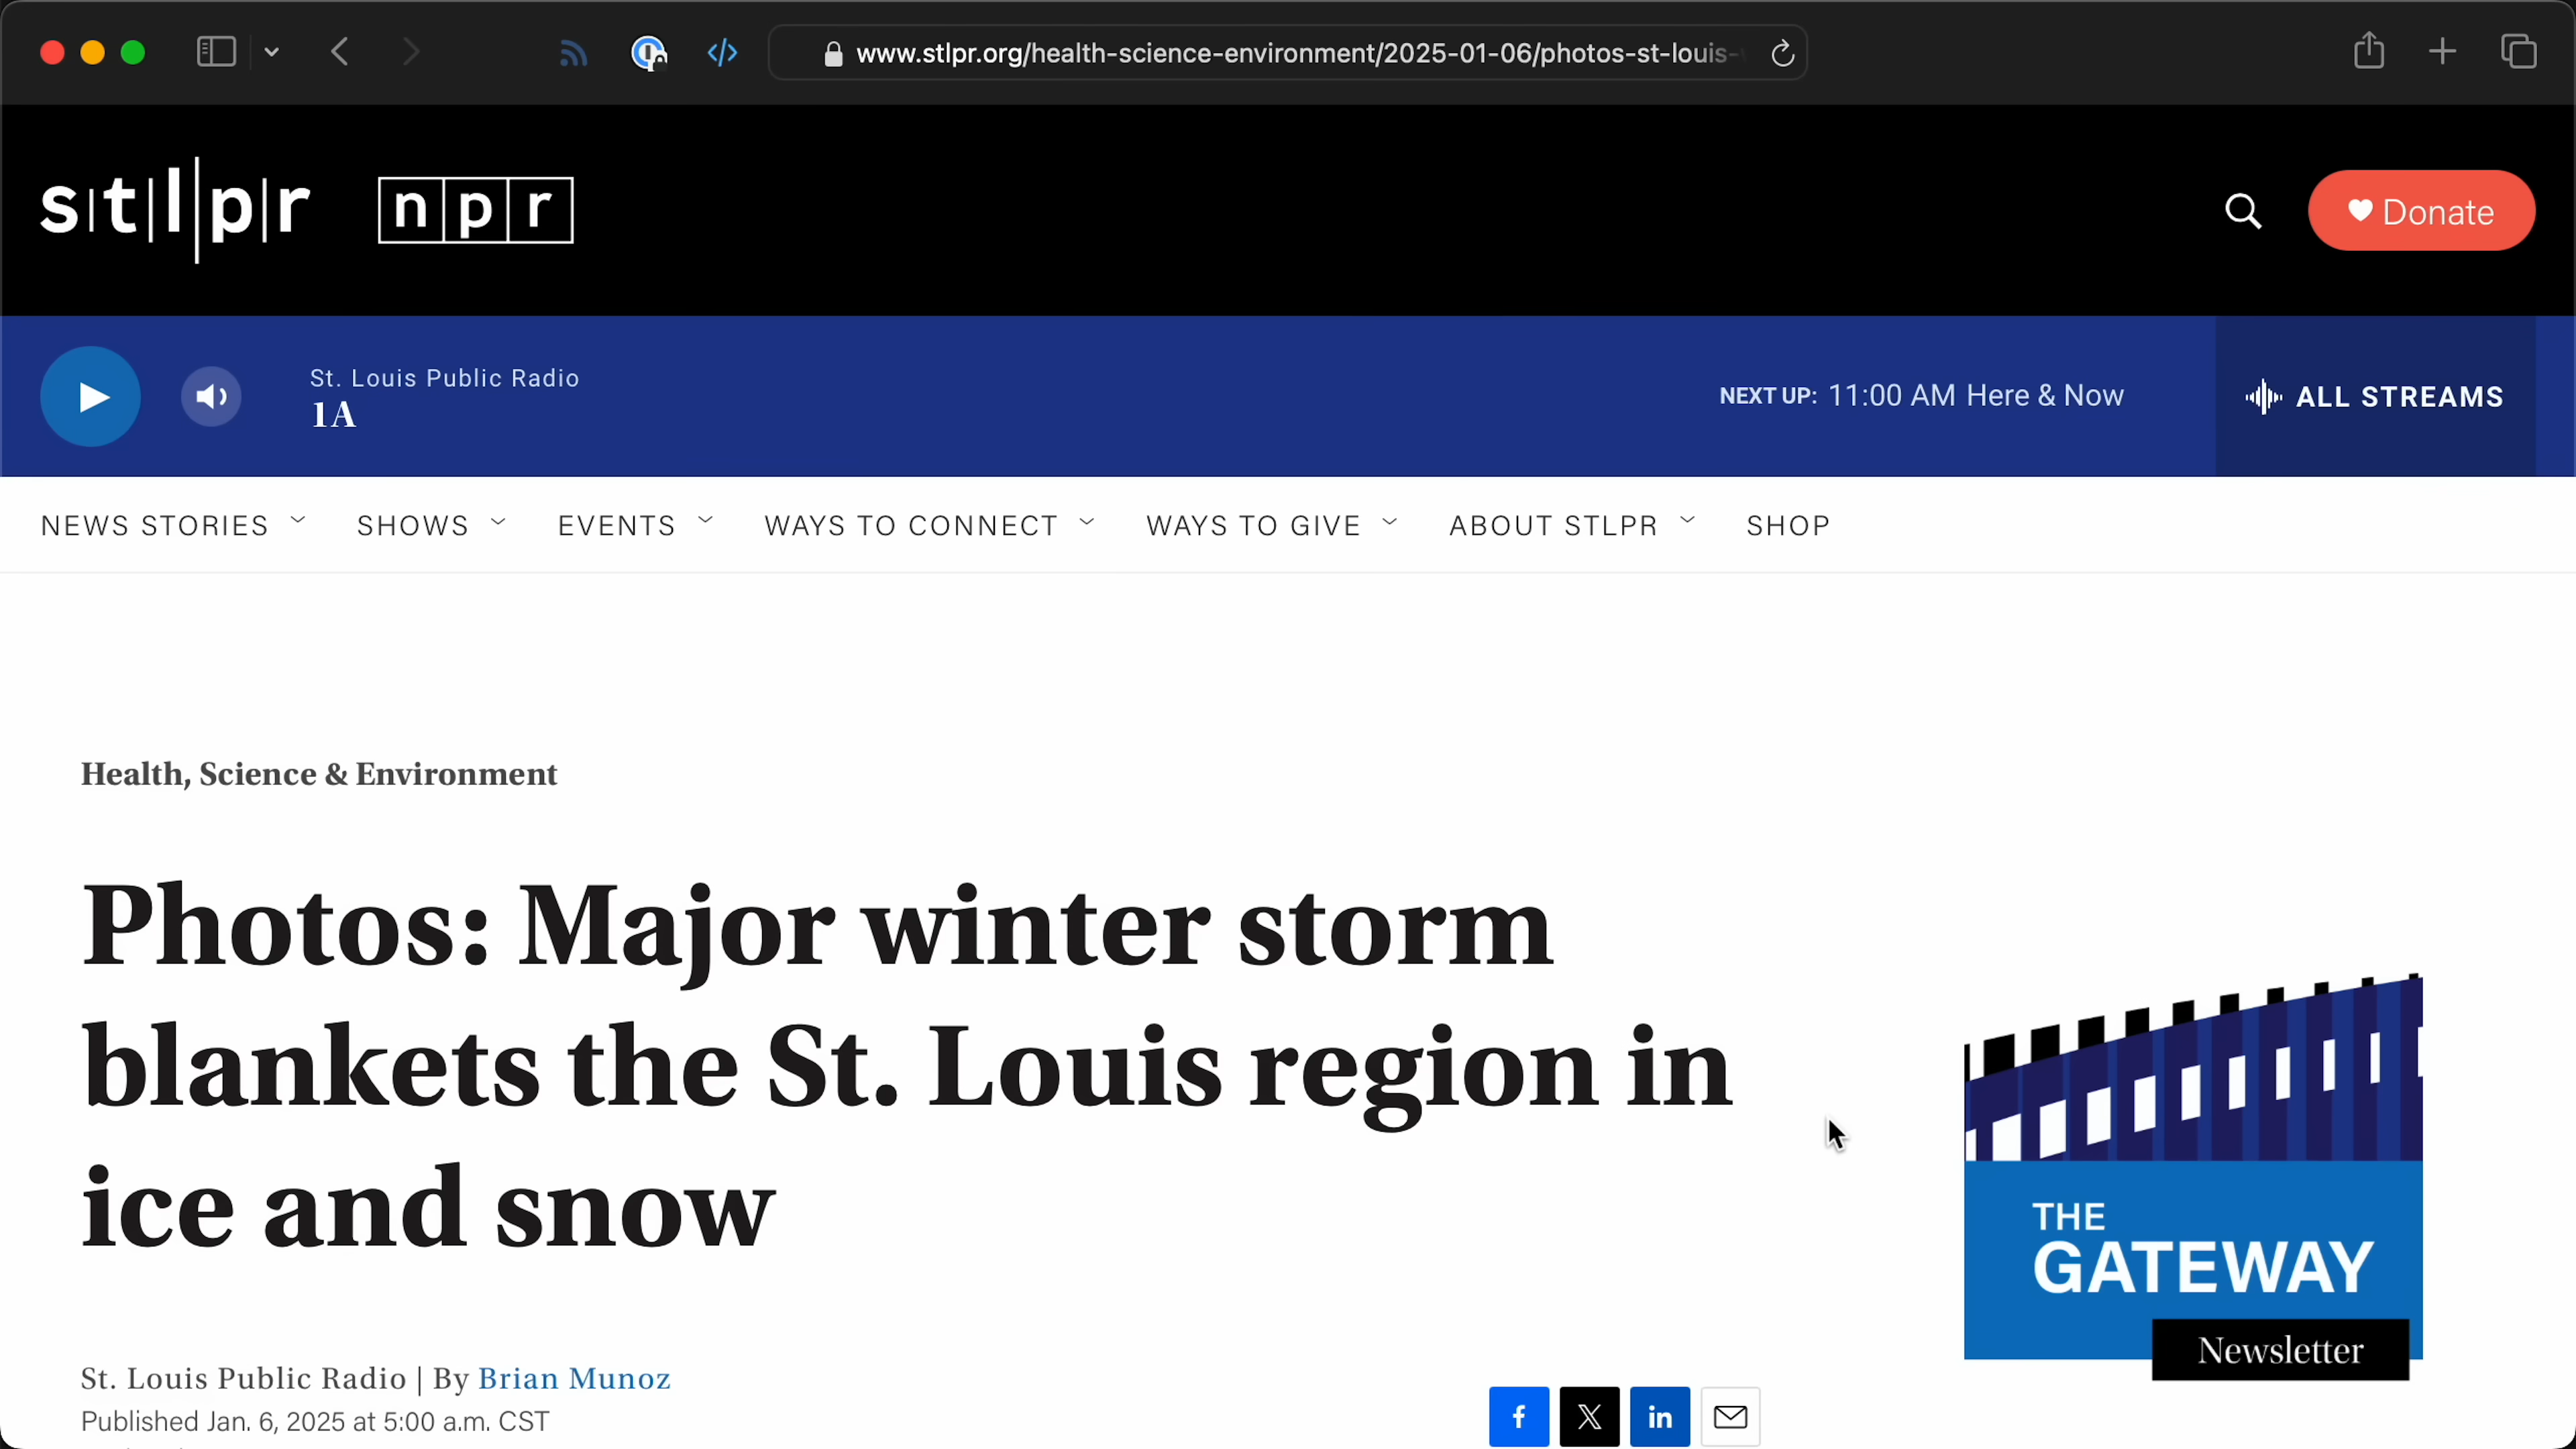 www.stlpr.org/health-science-environment/2025-01-06/photos-st-louis-
stlpr npr
Donate
St. Louis Public Radio
1A
NEXT UP: 11:00 AM Here & Now
ALL STREAMS
NEWS STORIES SHOWS EVENTS WAYS TO CONNECT WAYS TO GIVE ABOUT STLPR SHOP
Health, Science & Environment
Photos: Major winter storm
blankets the St. Louis region in
ice and snow
THE
GATEWAY
Newsletter
St. Louis Public Radio | By Brian Munoz
Published Jan. 6, 2025 at 5:00 a.m. CST
f X in